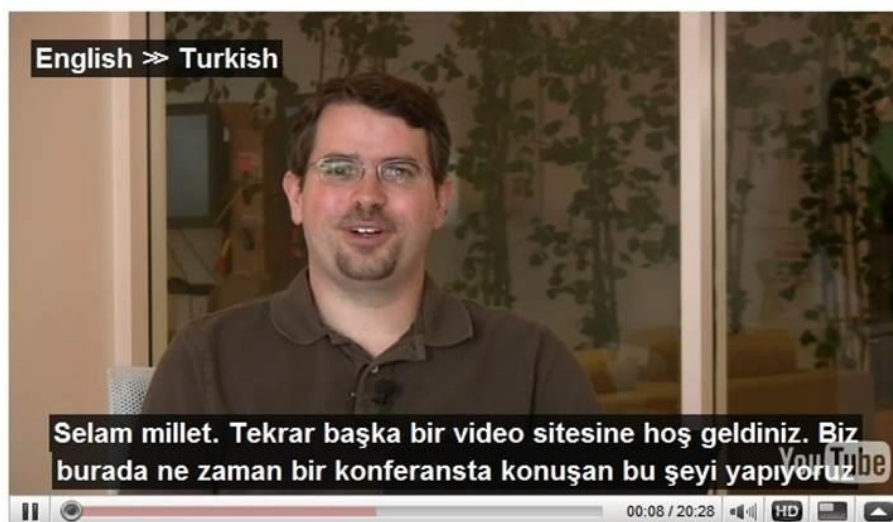 English >> Turkish
Selam millet. Tekrar başka bir video sitesine hoş geldiniz. Biz
burada ne zaman bir konferansta konuşan bu şeyi yapıyoruz
YouTube
00:08 / 20:28
HD